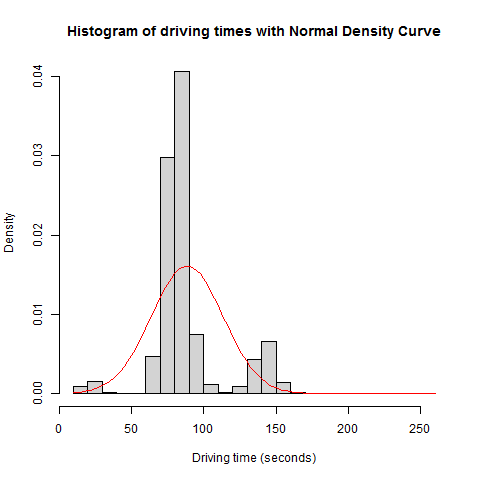 Histogram of driving times with Normal Density Curve
0.04
0.03
0.02
0.01
0.00
Density
0 50 100 150 200 250
Driving time (seconds)